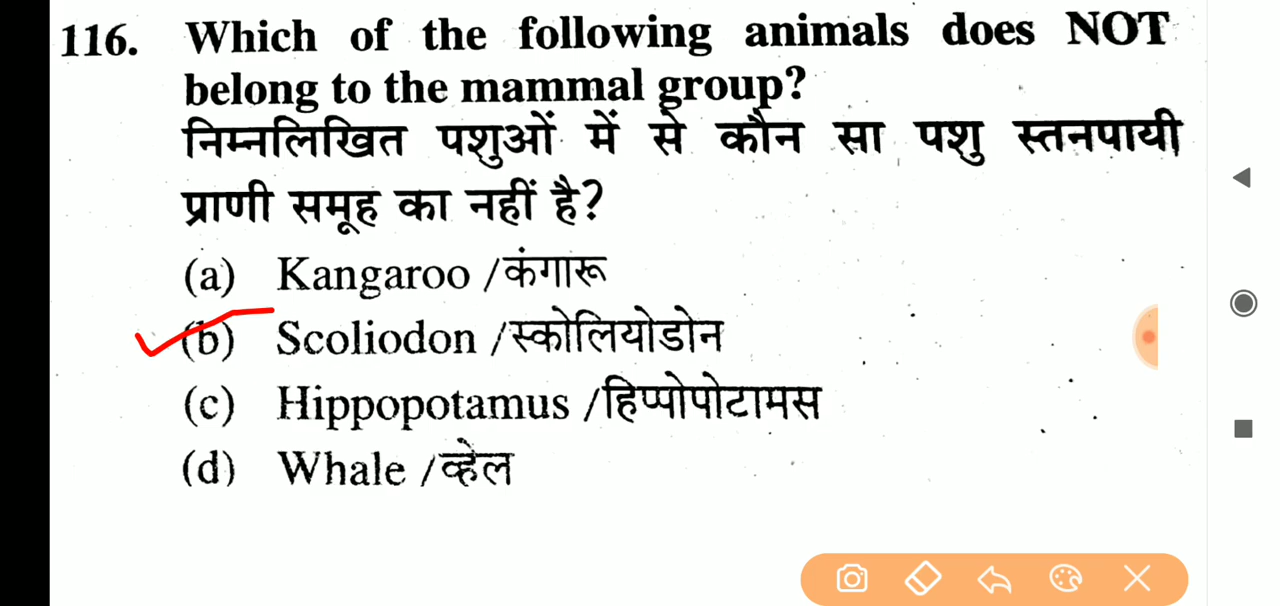 116. Which of the following animals does NOT
belong to the mammal group?
निम्नलिखित पशुओं में से कौन सा पशु स्तनपायी
प्राणी समूह का नहीं है?
(a) Kangaroo /कंगारू
(b) Scoliodon /स्कोलियोडोन
(c) Hippopotamus /हिप्पोपोटामस
(d) Whale /व्हेल